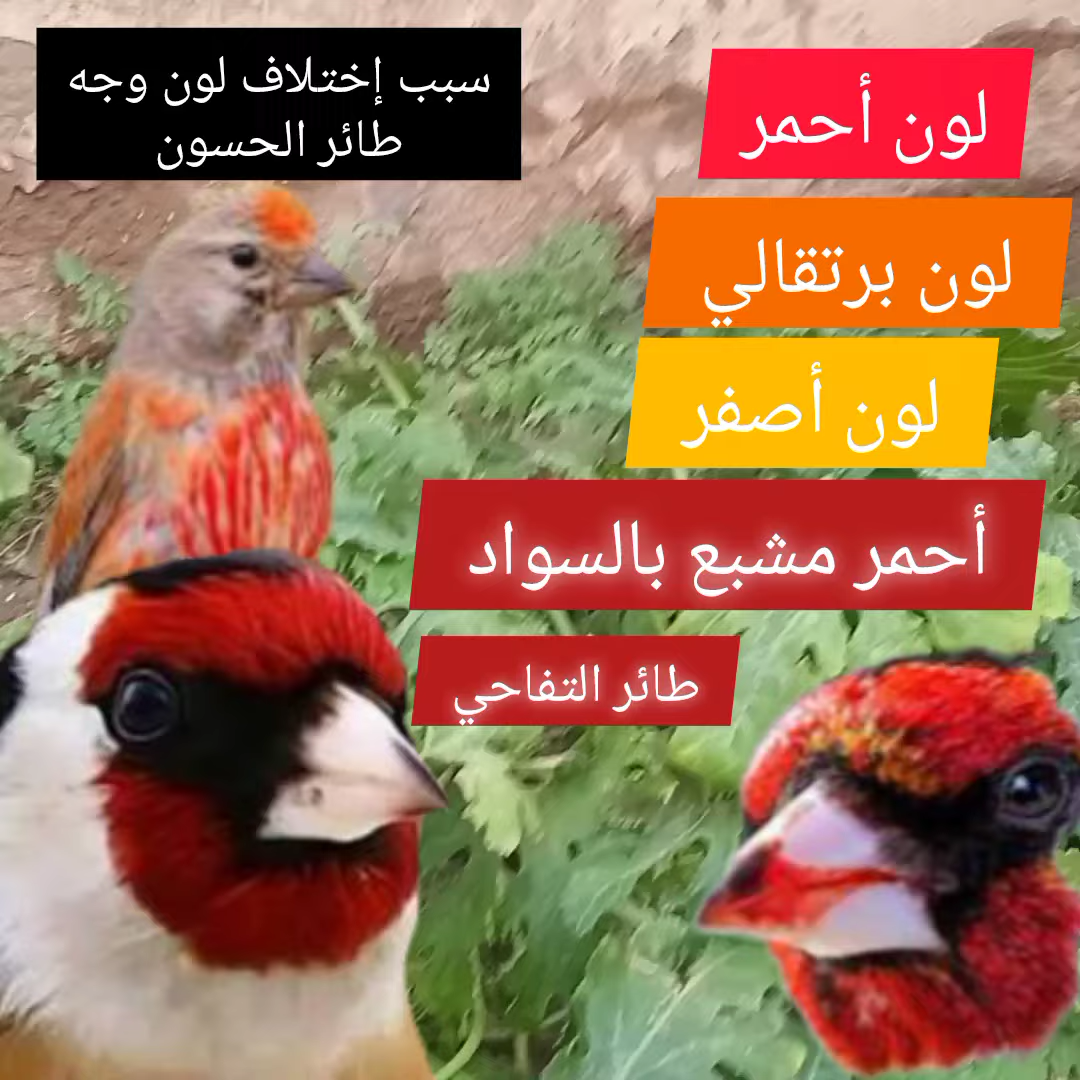 سبب إختلاف لون وجه
طائر الحسون
لون أحمر
لون برتقالي
لون أصفر
أحمر مشبع بالسواد
طائر التفاحي